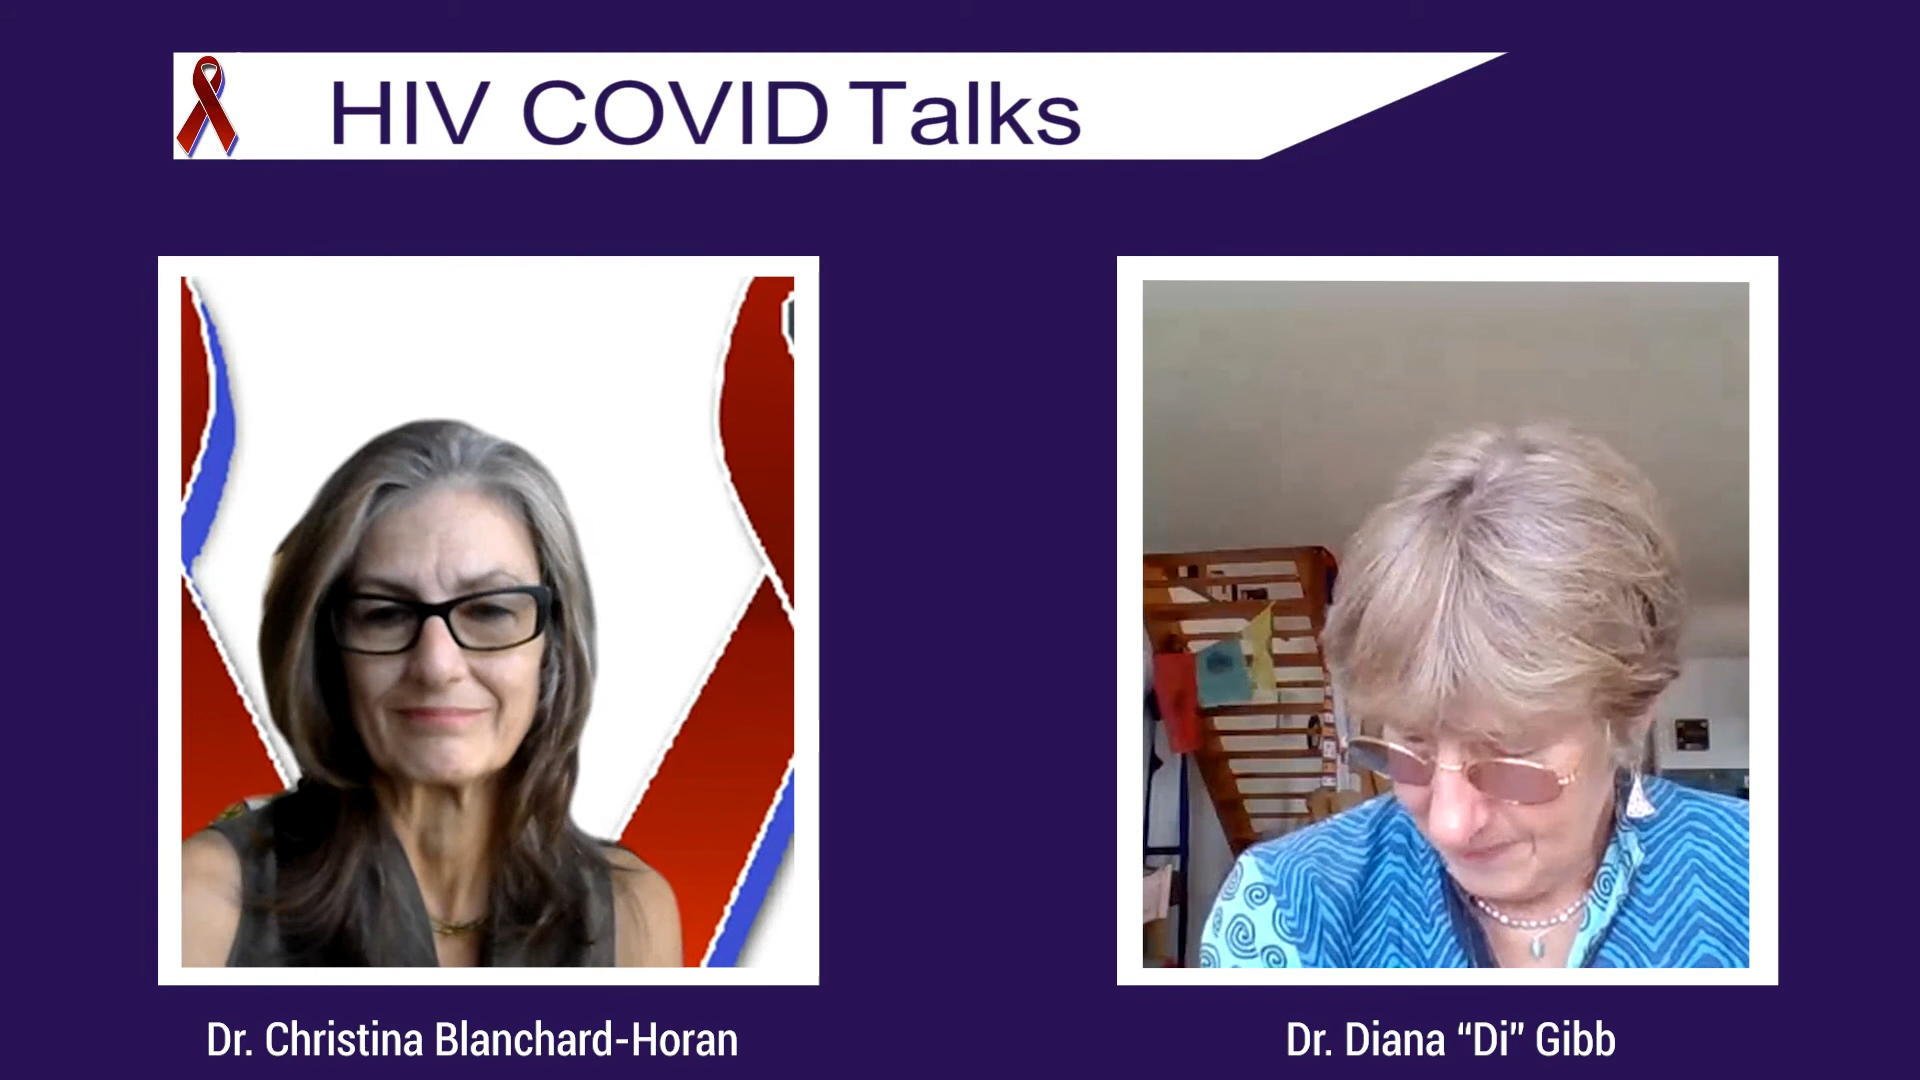 HIV COVID Talks
Dr. Christina Blanchard-Horan
Dr. Diana “Di” Gibb